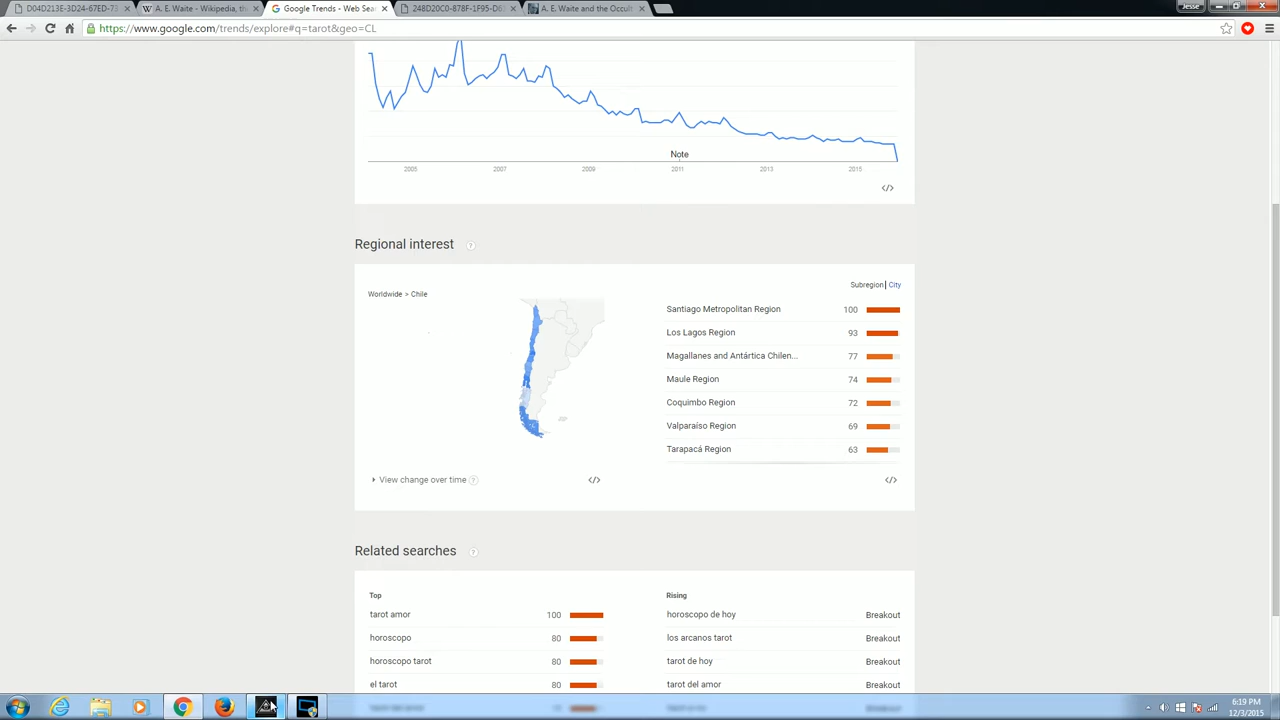 D04D213E-3D24-67ED-73
A. E. Waite - Wikipedia, th
Google Trends - Web Sea
248D20C0-878F-1F95-D6
A. E. Waite and the Occult
Jesse
https://www.google.com/trends/explore#q=tarot&geo=CL
Note
2005 2007 2009 2011 2013 2015
</>
Regional interest ?
Subregion | City
Worldwide > Chile
Santiago Metropolitan Region 100
Los Lagos Region 93
Magallanes and Antártica Chilen... 77
Maule Region 74
Coquimbo Region 72
Valparaíso Region 69
Tarapacá Region 63
View change over time ? </> </>
Related searches ?
Top Rising
tarot amor 100 horoscopo de hoy Breakout
horoscopo 80 los arcanos tarot Breakout
horoscopo tarot 80 tarot de hoy Breakout
el tarot 80 tarot del amor Breakout
6:19 PM
12/3/2015